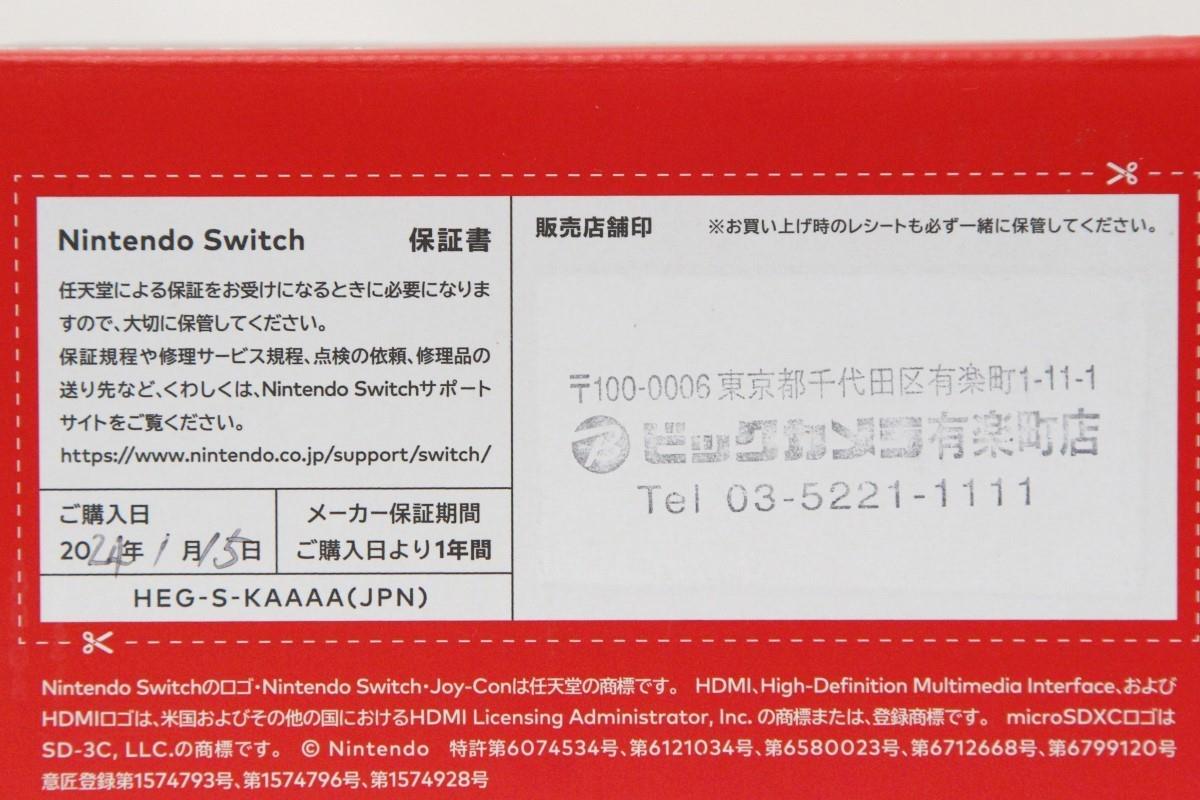 Nintendo Switch 保証書
任天堂による保証をお受けになるときに必要になりま
すので、大切に保管してください。
保証規程や修理サービス規程、点検の依頼、修理品の
送り先など、くわしくは、Nintendo Switchサポート
サイトをご覧ください。
https://www.nintendo.co.jp/support/switch/
ご購入日
2024年1月15日
メーカー保証期間
ご購入日より1年間
HEG-S-KAAAA(JPN)
販売店舗印 ※お買い上げ時のレシートも必ず一緒に保管してください。
〒100-0006 東京都千代田区有楽町1-11-1
B ビックカメラ有楽町店
Tel 03-5221-1111
Nintendo Switchのロゴ・Nintendo Switch・Joy-Conは任天堂の商標です。 HDMI、High-Definition Multimedia Interface、および
HDMIロゴは、米国およびその他の国におけるHDMI Licensing Administrator, Inc. の商標または、登録商標です。 microSDXCロゴは
SD-3C, LLC.の商標です。 © Nintendo 特許第6074534号、第6121034号、第6580023号、第6712668号、第6799120号
意匠登録第1574793号、第1574796号、第1574928号